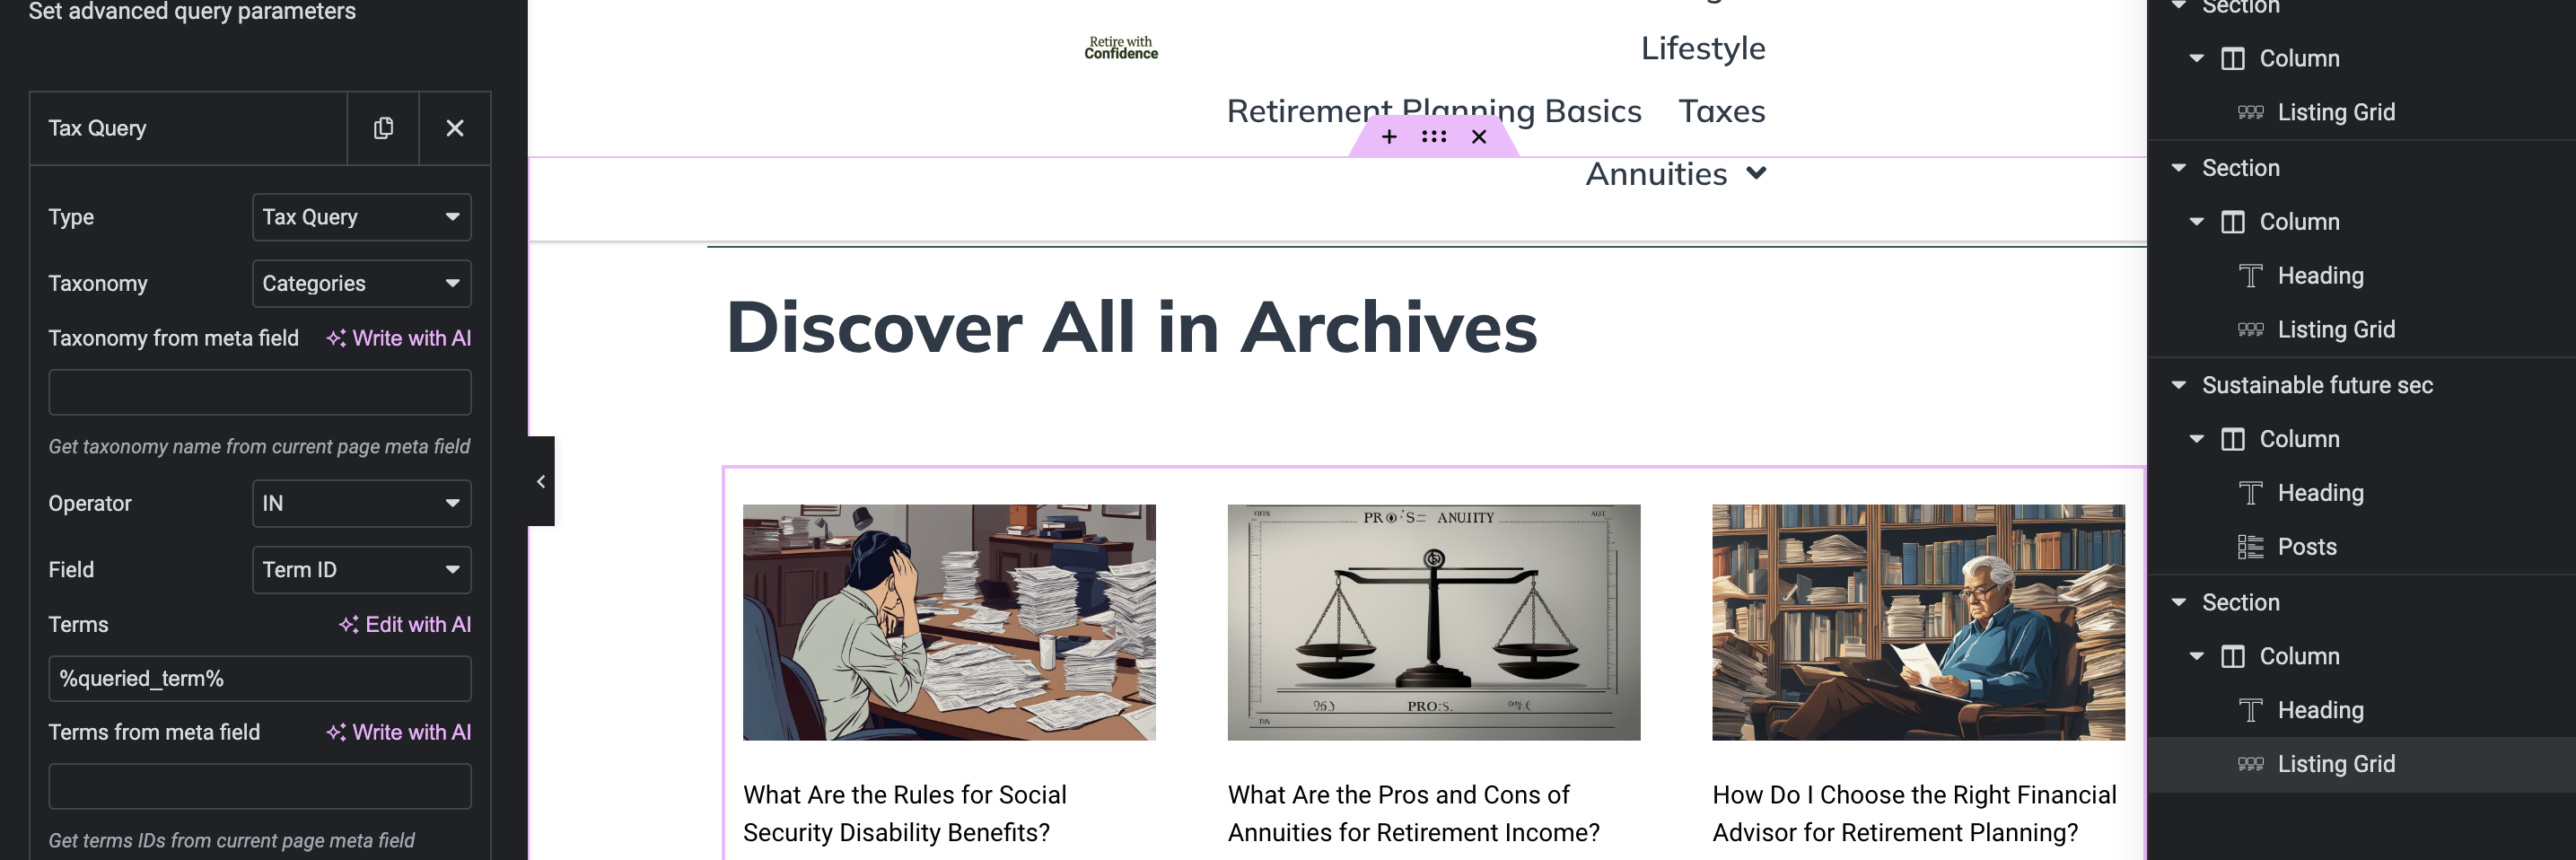 Set advanced query parameters
Tax Query
Type
Tax Query
Taxonomy
Categories
Taxonomy from meta field
Write with AI
Get taxonomy name from current page meta field
Operator
IN
Field
Term ID
Terms
Edit with AI
%queried_term%
Terms from meta field
Write with AI
Get terms IDs from current page meta field
Retire with
Confidence
Lifestyle
Retirement Planning Basics
Taxes
Annuities
Discover All in Archives
PRO'S= ANUIITY
PRO:S.
What Are the Rules for Social
Security Disability Benefits?
What Are the Pros and Cons of
Annuities for Retirement Income?
How Do I Choose the Right Financial
Advisor for Retirement Planning?
Section
Column
Listing Grid
Section
Column
Heading
Listing Grid
Sustainable future sec
Column
Heading
Posts
Section
Column
Heading
Listing Grid